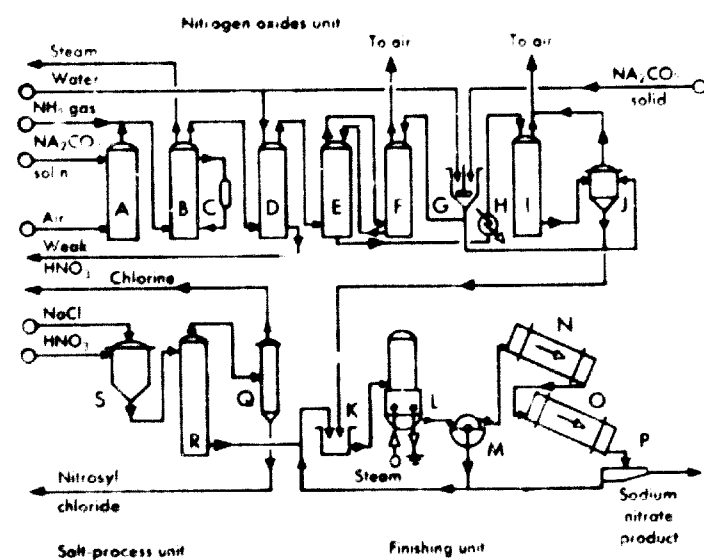 Nitrogen oxides unit
To air
To air
Steam
Water
NH₃ gas
NA₂CO₃
sol'n
Air
Weak
HNO₃
NA₂CO₃
solid
A
B
C
D
E
F
G
H
I
J
Chlorine
NaCl
HNO₃
S
R
Q
K
L
M
N
O
P
Steam
Nitrosyl
chloride
Sodium
nitrate
product
Salt-process unit
Finishing unit